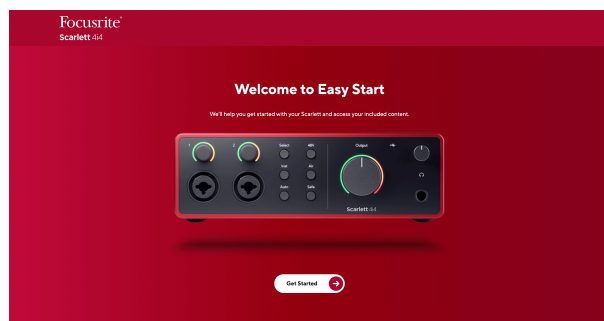 Focusrite®
Scarlett 4i4
Welcome to Easy Start
We'll help you get started with your Scarlett and access your included content.
1 2 Select 48V Output
Inst Air
Auto Safe
Scarlett 4i4
Get Started